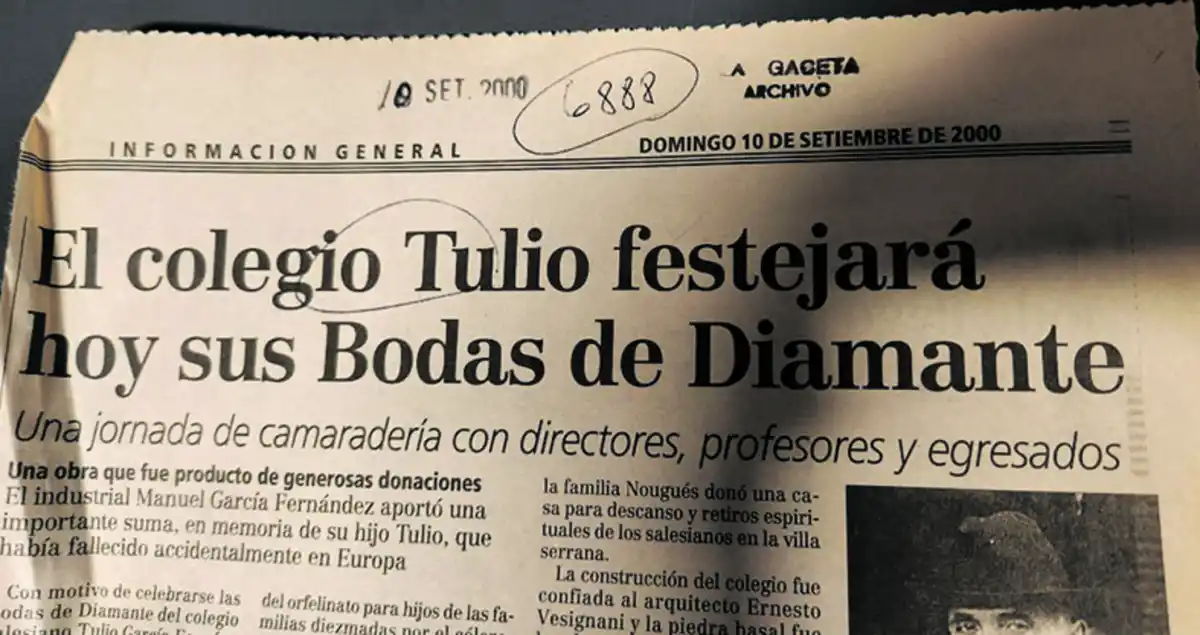 10 SET. 2000
6888
A GACETA
ARCHIVO
INFORMACION GENERAL
DOMINGO 10 DE SETIEMBRE DE 2000
El colegio Tulio festejará
hoy sus Bodas de Diamante
Una jornada de camaradería con directores, profesores y egresados
Una obra que fue producto de generosas donaciones
El industrial Manuel García Fernández aportó una
importante suma, en memoria de su hijo Tulio, que
había fallecido accidentalmente en Europa
Con motivo de celebrarse las
odas de Diamante del colegio
lesiano Tulio García
del orfelinato para hijos de las fa-
milias diezmadas por el
la familia Nougués donó una ca-
sa para descanso y retiros espiri-
tuales de los salesianos en la villa
serrana.
La construcción del colegio fue
confiada al arquitecto Ernesto
Vesignani y la piedra basal fue